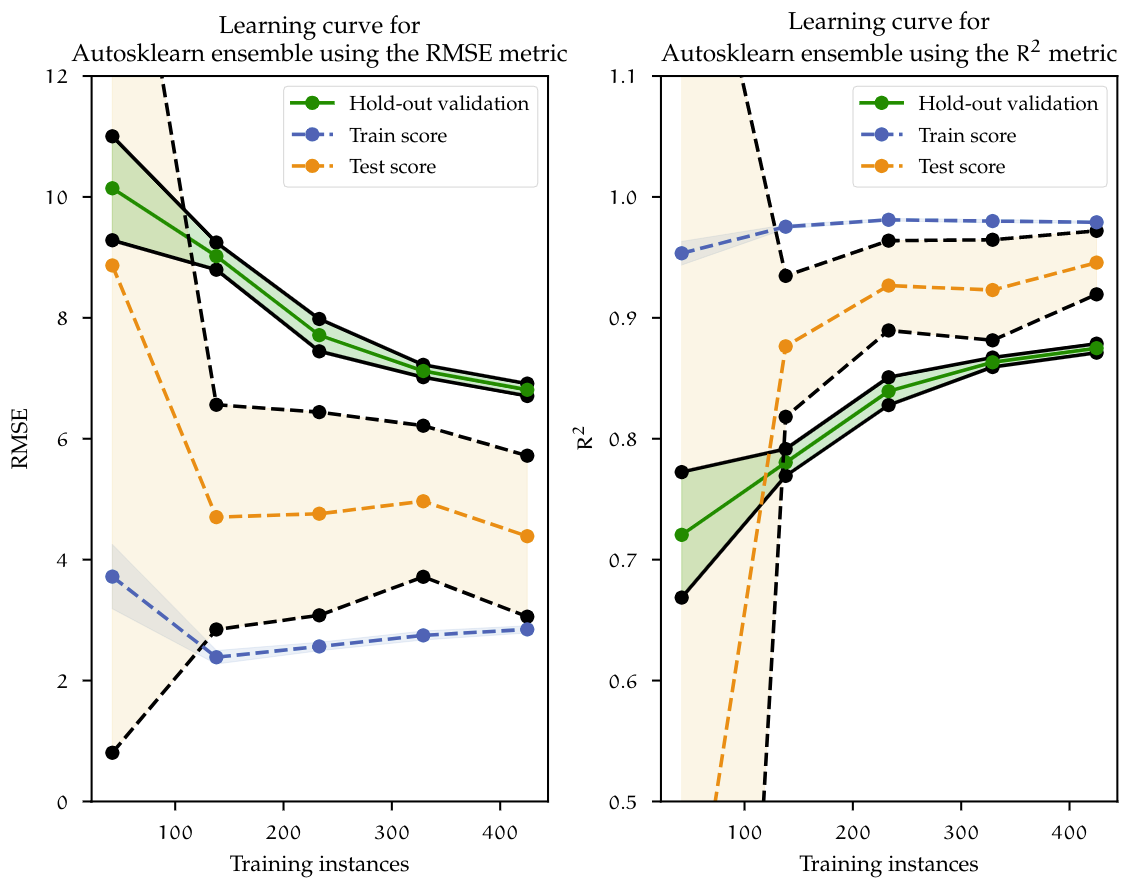 Learning curve for
Autosklearn ensemble using the RMSE metric
12
10
8
6
4
2
0
RMSE
Hold-out validation
Train score
Test score
100 200 300 400
Training instances
Learning curve for
Autosklearn ensemble using the R² metric
1.1
1.0
0.9
0.8
0.7
0.6
0.5
R²
Hold-out validation
Train score
Test score
100 200 300 400
Training instances